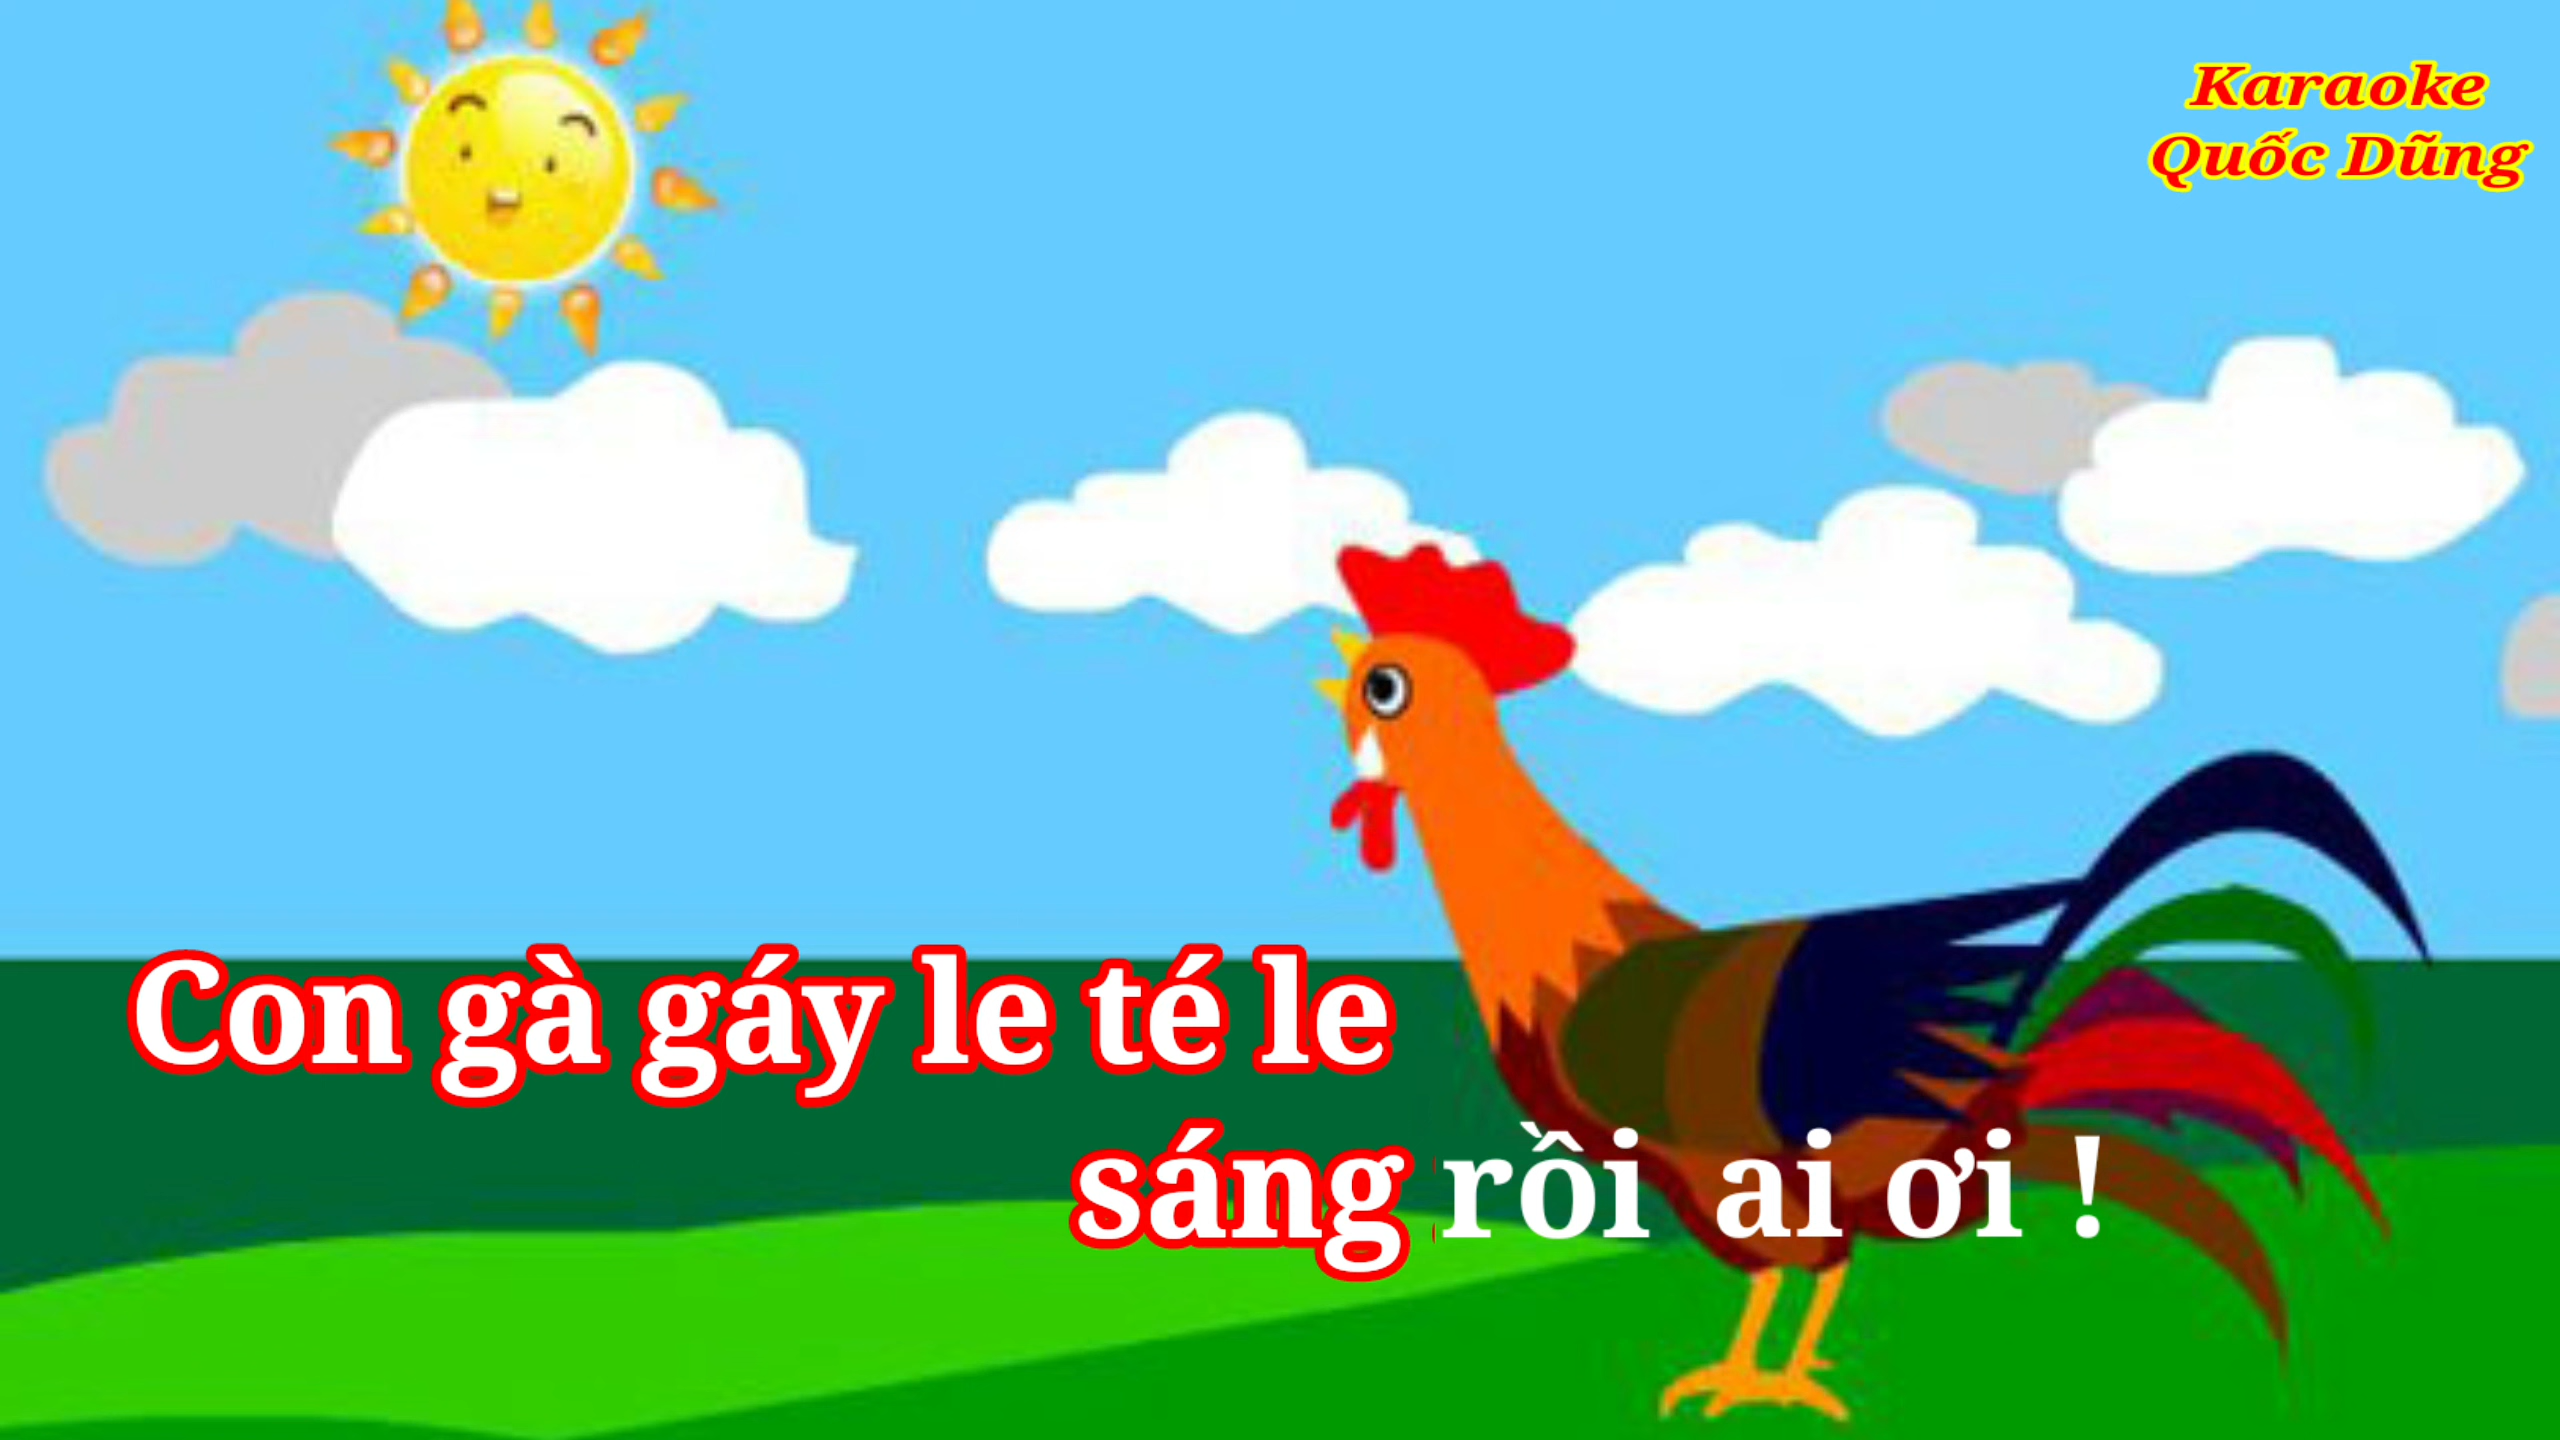 Karaoke
Quốc Dũng
Con gà gáy le té le
sáng rồi ai ơi !